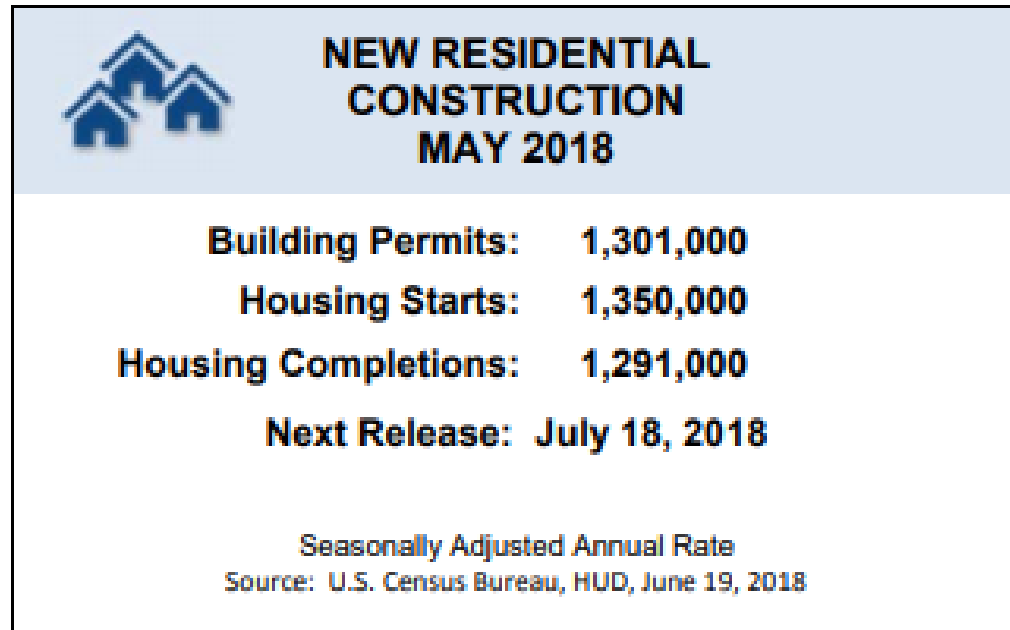 NEW RESIDENTIAL
CONSTRUCTION
MAY 2018
Building Permits: 1,301,000
Housing Starts: 1,350,000
Housing Completions: 1,291,000
Next Release: July 18, 2018
Seasonally Adjusted Annual Rate
Source: U.S. Census Bureau, HUD, June 19, 2018